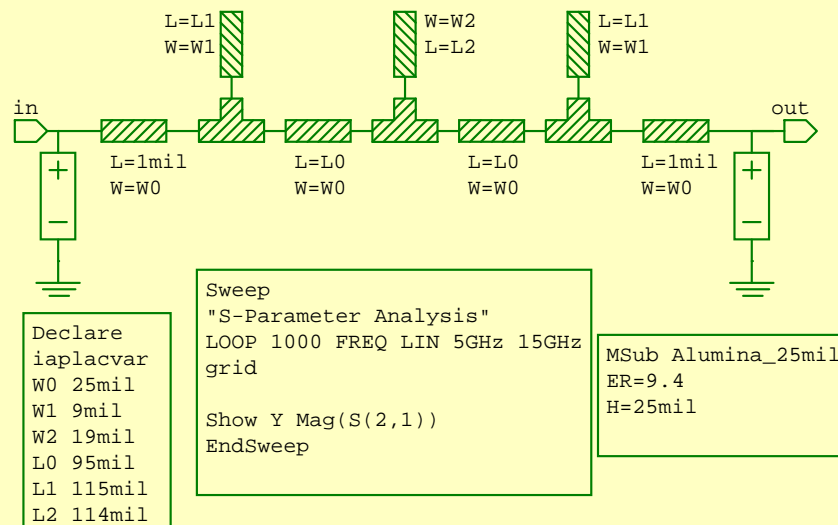 L=L1
W=W1
W=W2
L=L2
L=L1
W=W1
in
out
L=1mil
W=W0
L=L0
W=W0
L=L0
W=W0
L=1mil
W=W0
+
−
+
−
Declare
iaplacvar
W0 25mil
W1 9mil
W2 19mil
L0 95mil
L1 115mil
L2 114mil
Sweep
"S-Parameter Analysis"
LOOP 1000 FREQ LIN 5GHz 15GHz
grid
Show Y Mag(S(2,1))
EndSweep
MSub Alumina_25mil
ER=9.4
H=25mil